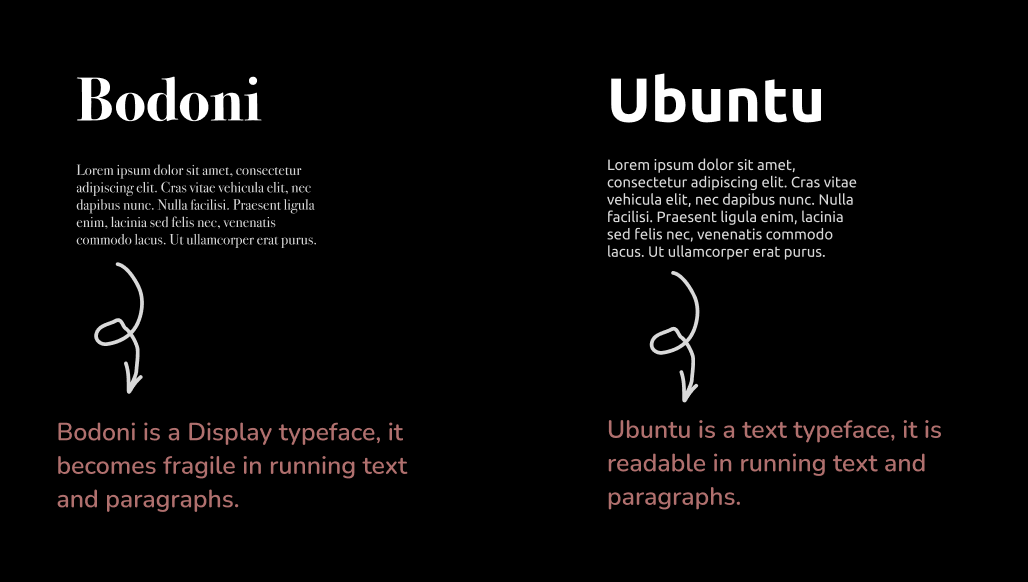 Bodoni
Lorem ipsum dolor sit amet, consectetur
adipiscing elit. Cras vitae vehicula elit, nec
dapibus nunc. Nulla facilisi. Praesent ligula
enim, lacinia sed felis nec, venenatis
commodo lacus. Ut ullamcorper erat purus.
Bodoni is a Display typeface, it
becomes fragile in running text
and paragraphs.
Ubuntu
Lorem ipsum dolor sit amet,
consectetur adipiscing elit. Cras vitae
vehicula elit, nec dapibus nunc. Nulla
facilisi. Praesent ligula enim, lacinia
sed felis nec, venenatis commodo
lacus. Ut ullamcorper erat purus.
Ubuntu is a text typeface, it is
readable in running text and
paragraphs.